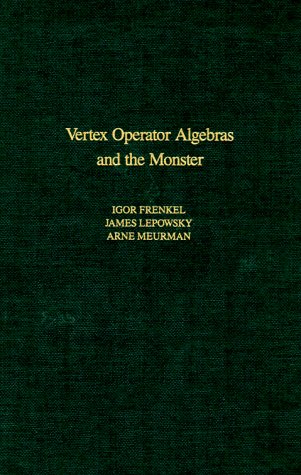 Vertex Operator Algebras
and the Monster
IGOR FRENKEL
JAMES LEPOWSKY
ARNE MEURMAN